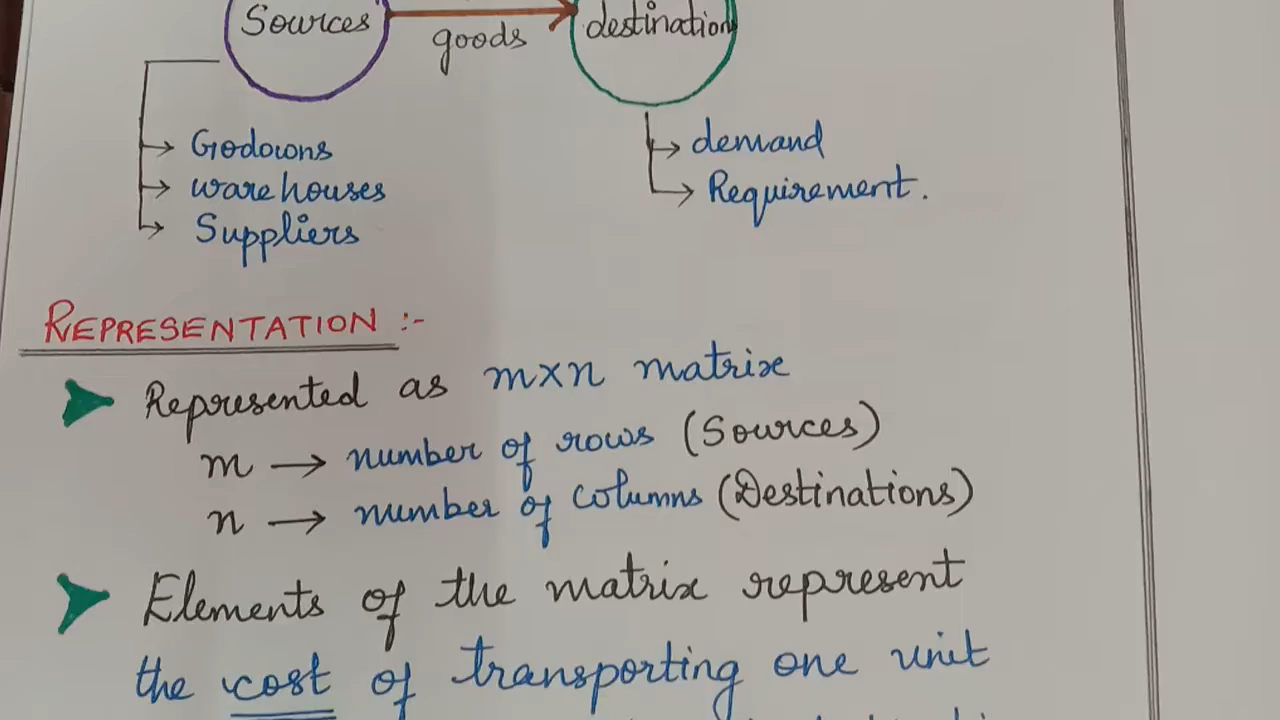 Sources
goods
destination
Godowns
warehouses
Suppliers
demand
Requirement.
REPRESENTATION :-
Represented as m×n matrix
m → number of rows (Sources)
n → number of columns (Destinations)
Elements of the matrix represent
the cost of transporting one unit